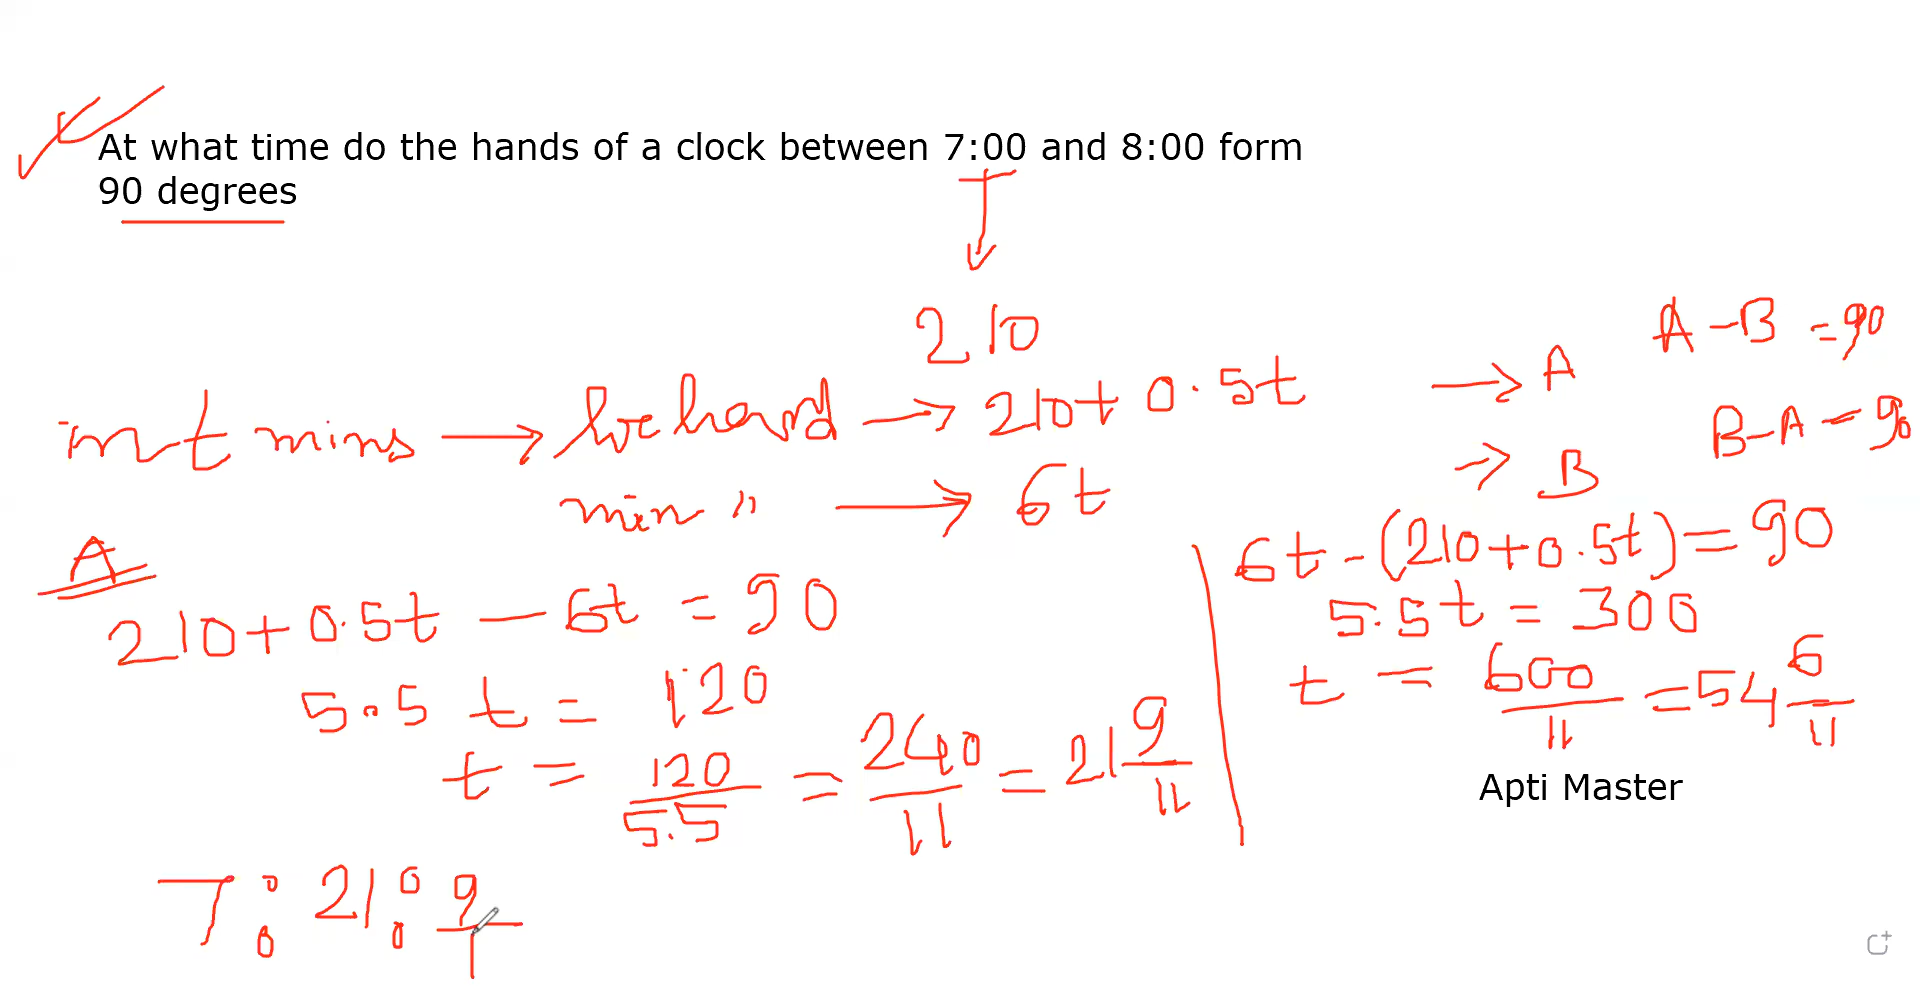 At what time do the hands of a clock between 7:00 and 8:00 form
90 degrees
210
A - B = 90
in t mins → hr hand → 210 + 0.5t → A
B - A = 90
min " → 6t → B
A
210 + 0.5t - 6t = 90
5.5 t = 120
t = 120/5.5 = 240/11 = 21 9/11
6t - (210 + 0.5t) = 90
5.5t = 300
t = 600/11 = 54 6/11
Apti Master
7 : 21 : 9/1